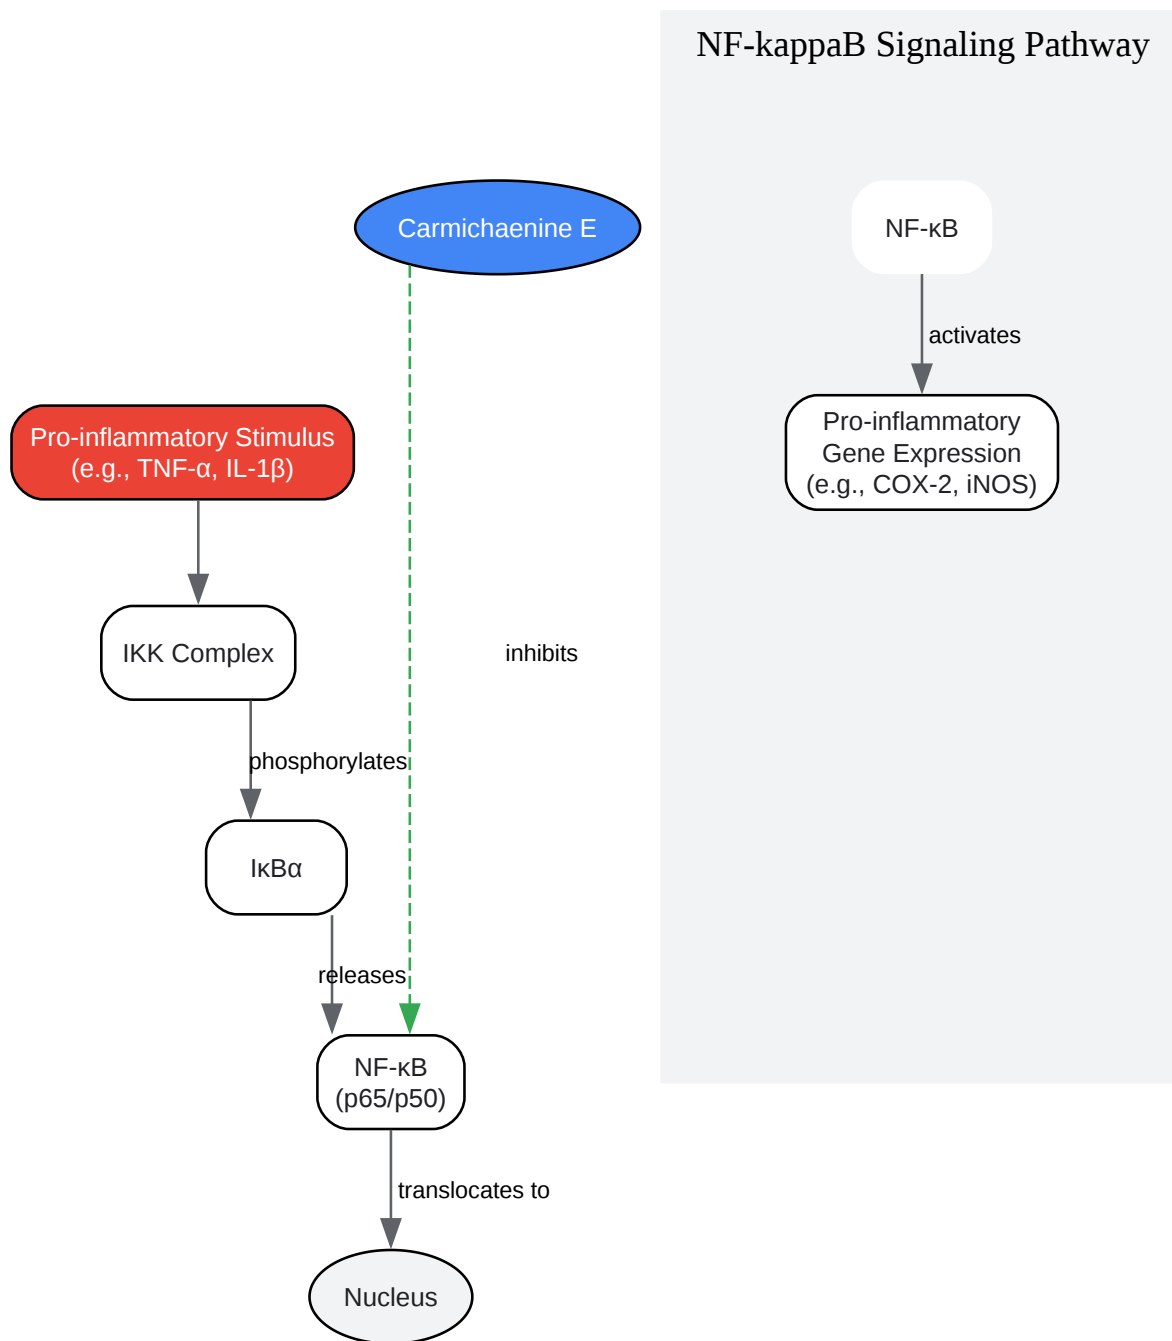 NF-kappaB Signaling Pathway
Carmichaenine E
NF-κB
activates
Pro-inflammatory Stimulus
(e.g., TNF-α, IL-1β)
Pro-inflammatory
Gene Expression
(e.g., COX-2, iNOS)
IKK Complex
inhibits
phosphorylates
IκBα
releases
NF-κB
(p65/p50)
translocates to
Nucleus